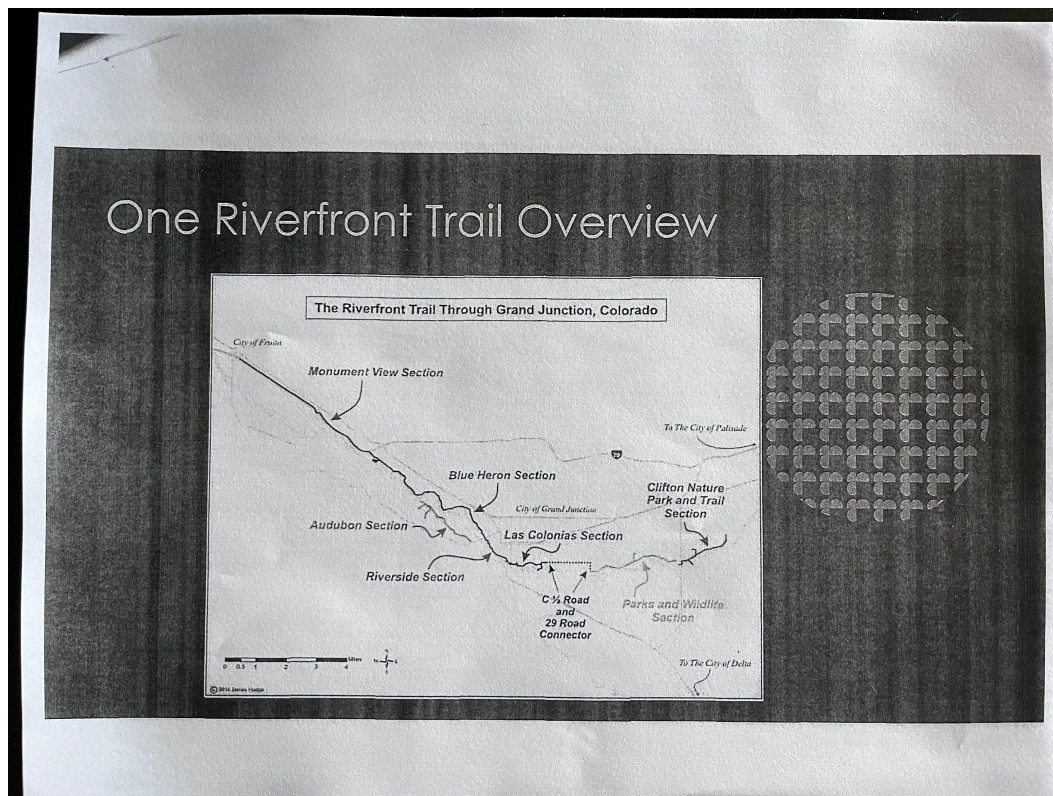 One Riverfront Trail Overview
The Riverfront Trail Through Grand Junction, Colorado
City of Fruita
Monument View Section
To The City of Palisade
70
Blue Heron Section
Clifton Nature
Park and Trail
Section
City of Grand Junction
Audubon Section
Las Colonias Section
Riverside Section
C ½ Road
and
29 Road
Connector
Parks and Wildlife
Section
To The City of Delta
0 0.5 1 2 3 4 Miles
N
W E
S
© 2014 James Hodge